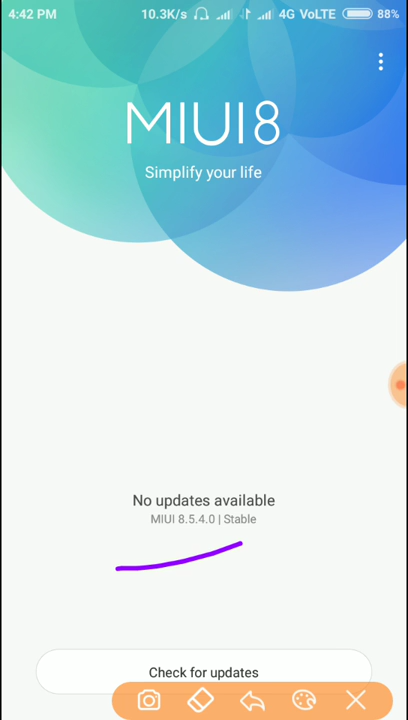 4:42 PM 10.3K/s 4G VoLTE 88%
MIUI8
Simplify your life
No updates available
MIUI 8.5.4.0 | Stable
Check for updates